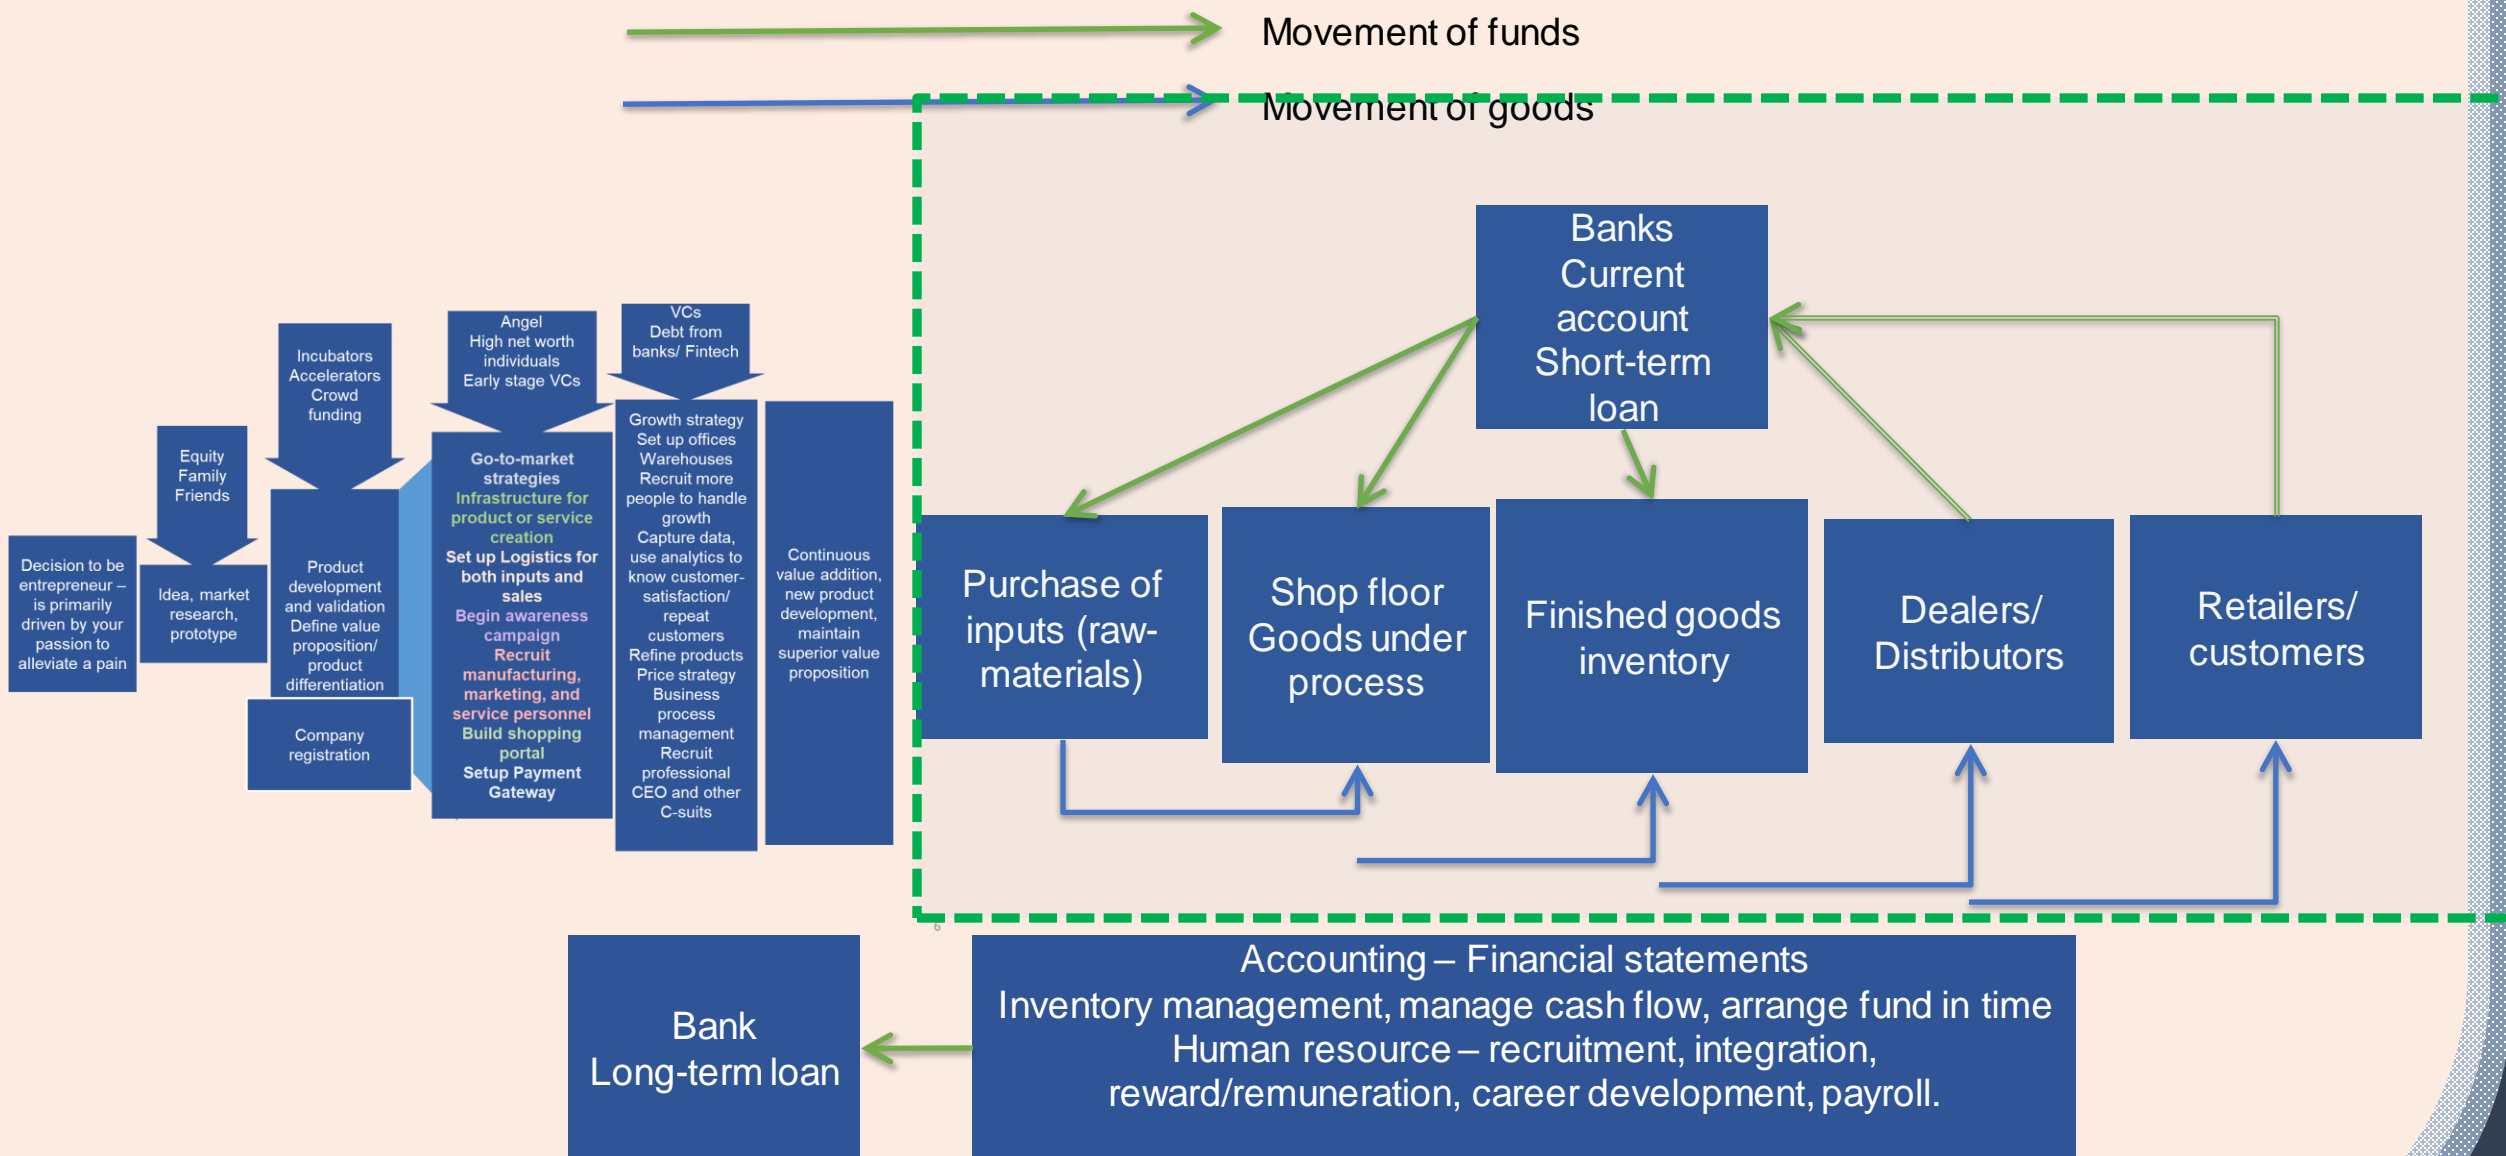 Movement of funds
Movement of goods
Banks
Current
account
Short-term
loan
VCs
Debt from
banks/ Fintech
Angel
High net worth
individuals
Early stage VCs
Incubators
Accelerators
Crowd
funding
Equity
Family
Friends
Decision to be
entrepreneur –
is primarily
driven by your
passion to
alleviate a pain
Idea, market
research,
prototype
Product
development
and validation
Define value
proposition/
product
differentiation
Company
registration
Go-to-market
strategies
Infrastructure for
product or service
creation
Set up Logistics for
both inputs and
sales
Begin awareness
campaign
Recruit
manufacturing,
marketing, and
service personnel
Build shopping
portal
Setup Payment
Gateway
Growth strategy
Set up offices
Warehouses
Recruit more
people to handle
growth
Capture data,
use analytics to
know customer-
satisfaction/
repeat
customers
Refine products
Price strategy
Business
process
management
Recruit
professional
CEO and other
C-suits
Continuous
value addition,
new product
development,
maintain
superior value
proposition
Purchase of
inputs (raw-
materials)
Shop floor
Goods under
process
Finished goods
inventory
Dealers/
Distributors
Retailers/
customers
6
Bank
Long-term loan
Accounting – Financial statements
Inventory management, manage cash flow, arrange fund in time
Human resource – recruitment, integration,
reward/remuneration, career development, payroll.